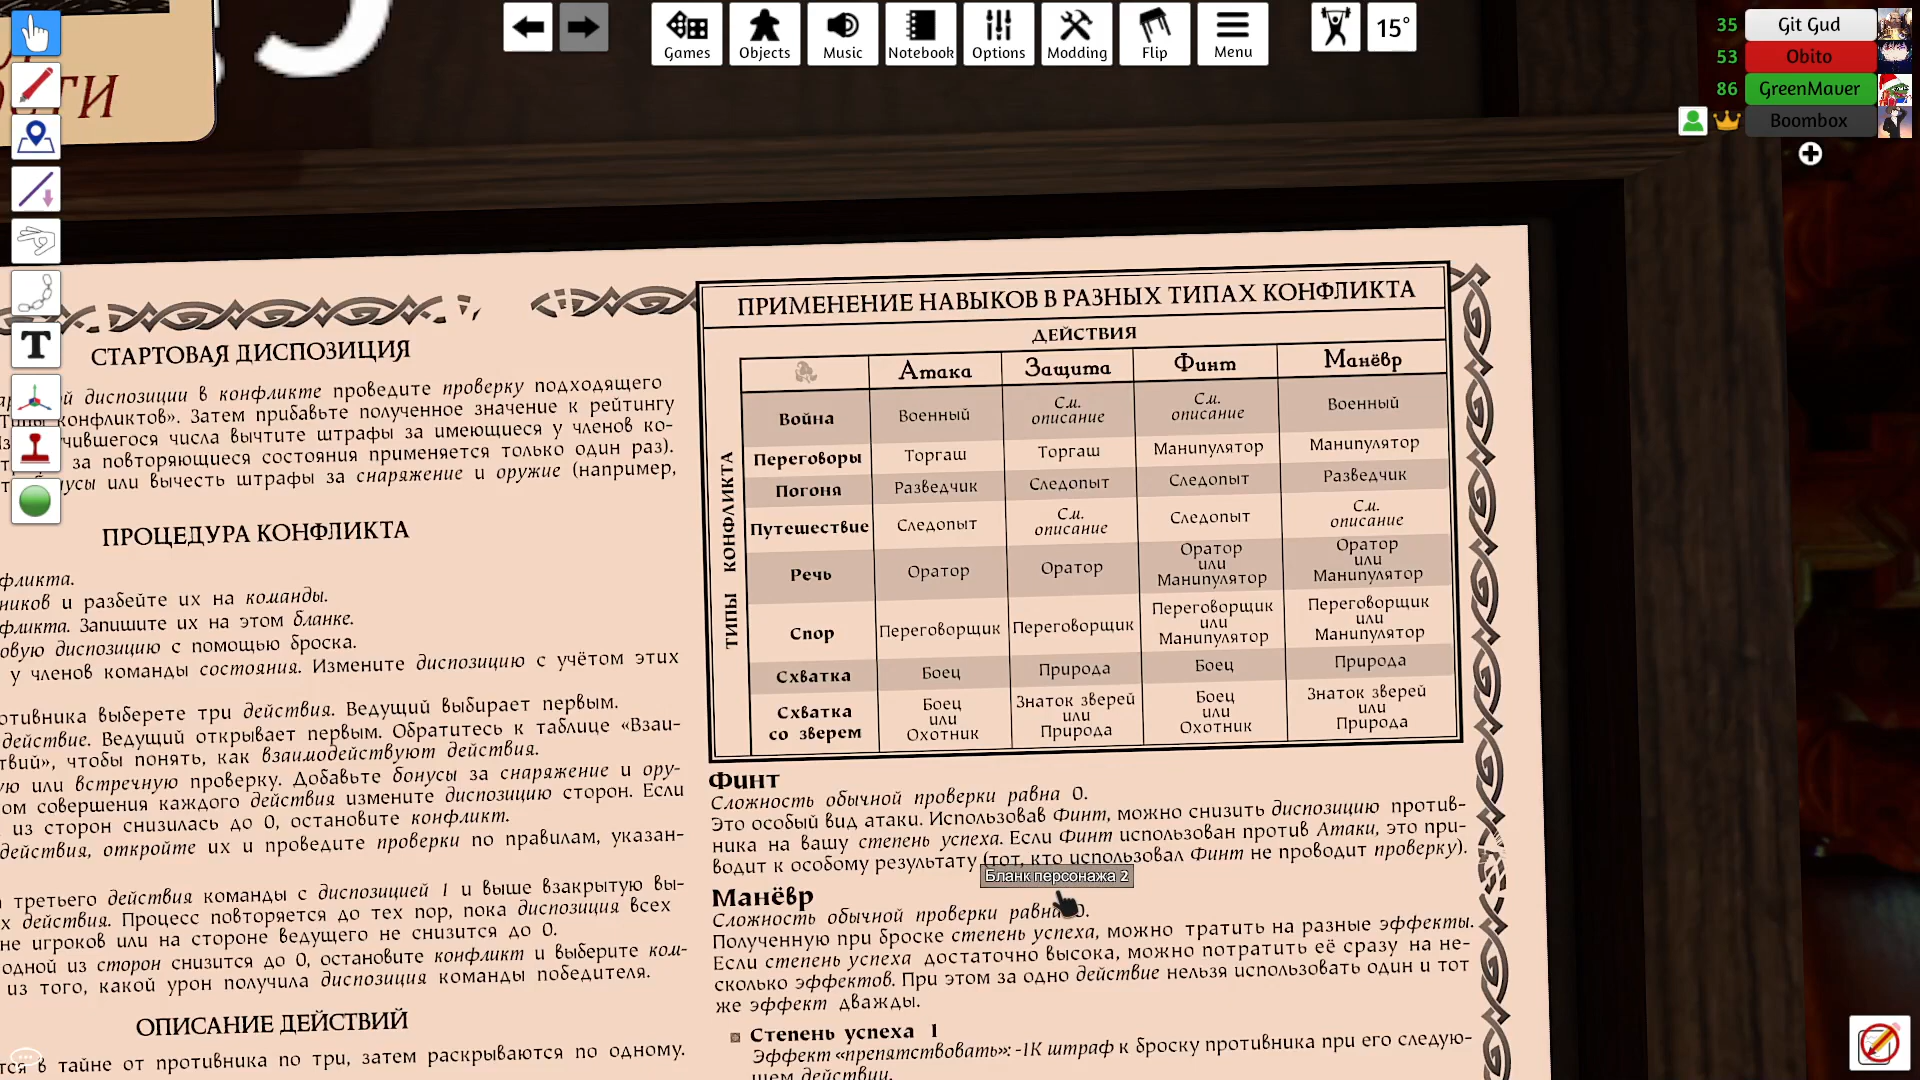 Games
Objects
Music
Notebook
Options
Modding
Flip
Menu
15°
35 Git Gud
53 Obito
86 GreenMaver
Boombox
T
СТАРТОВАЯ ДИСПОЗИЦИЯ
диспозиции в конфликте проведите проверку подходящего
конфликтов». Затем прибавьте полученное значение к рейтингу
числа вычтите штрафы за имеющиеся у членов ко-
за повторяющиеся состояния применяется только один раз).
или вычесть штрафы за снаряжение и оружие (например,
ПРОЦЕДУРА КОНФЛИКТА
и разбейте их на команды.
Запишите их на этом бланке.
диспозицию с помощью броска.
у членов команды состояния. Измените диспозицию с учётом этих
выберете три действия. Ведущий выбирает первым.
действие. Ведущий открывает первым. Обратитесь к таблице «Взаи-
чтобы понять, как взаимодействуют действия.
или встречную проверку. Добавьте бонусы за снаряжение и ору-
совершения каждого действия измените диспозицию сторон. Если
из сторон снизилась до 0, остановите конфликт.
действия, откройте их и проведите проверки по правилам, указан-
третьего действия команды с диспозицией 1 и выше взакрытую вы-
действия. Процесс повторяется до тех пор, пока диспозиция всех
игроков или на стороне ведущего не снизится до 0.
одной из сторон снизится до 0, остановите конфликт и выберите ком-
из того, какой урон получила диспозиция команды победителя.
ОПИСАНИЕ ДЕЙСТВИЙ
в тайне от противника по три, затем раскрываются по одному.
ПРИМЕНЕНИЕ НАВЫКОВ В РАЗНЫХ ТИПАХ КОНФЛИКТА
ДЕЙСТВИЯ
ТИПЫ КОНФЛИКТА
Атака Защита Финт Манёвр
Война Военный См. описание См. описание Военный
Переговоры Торгаш Торгаш Манипулятор Манипулятор
Погоня Разведчик Следопыт Следопыт Разведчик
Путешествие Следопыт См. описание Следопыт См. описание
Речь Оратор Оратор Оратор или Манипулятор Оратор или Манипулятор
Спор Переговорщик Переговорщик Переговорщик или Манипулятор Переговорщик или Манипулятор
Схватка Боец Природа Боец Природа
Схватка со зверем Боец или Охотник Знаток зверей или Природа Боец или Охотник Знаток зверей или Природа
Финт
Сложность обычной проверки равна 0.
Это особый вид атаки. Использовав Финт, можно снизить диспозицию против-
ника на вашу степень успеха. Если Финт использован против Атаки, это при-
водит к особому результату (тот, кто использовал Финт не проводит проверку).
Бланк персонажа 2
Манёвр
Сложность обычной проверки равна 0.
Полученную при броске степень успеха, можно тратить на разные эффекты.
Если степень успеха достаточно высока, можно потратить её сразу на не-
сколько эффектов. При этом за одно действие нельзя использовать один и тот
же эффект дважды.
Степень успеха 1
Эффект «препятствовать»: -1К штраф к броску противника при его следую-
щем действии.